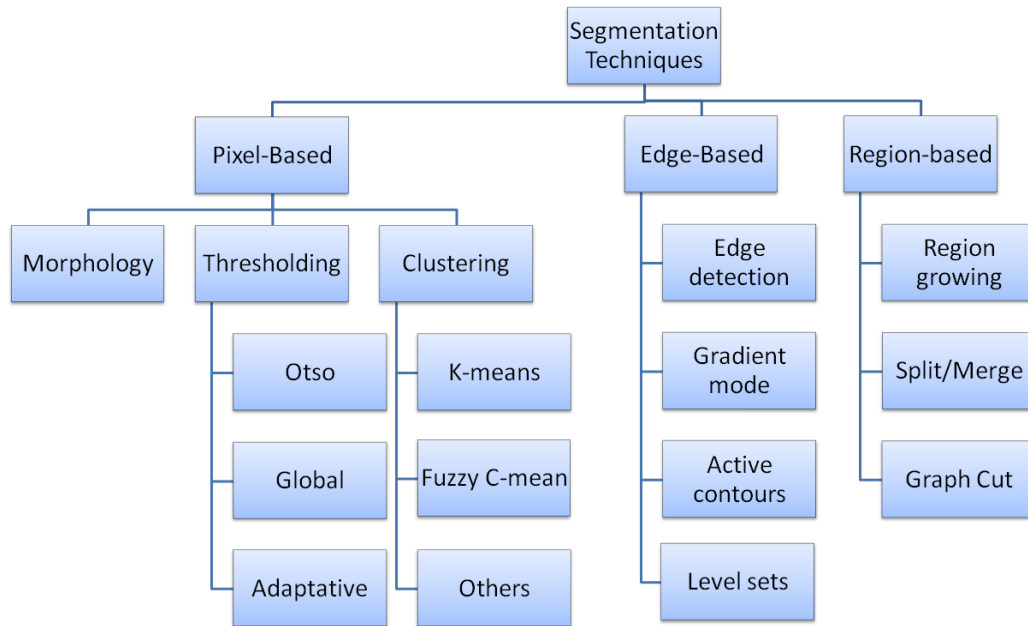 Segmentation
Techniques
Pixel-Based
Edge-Based
Region-based
Morphology
Thresholding
Clustering
Edge
detection
Region
growing
Otso
K-means
Gradient
mode
Split/Merge
Global
Fuzzy C-mean
Active
contours
Graph Cut
Adaptative
Others
Level sets